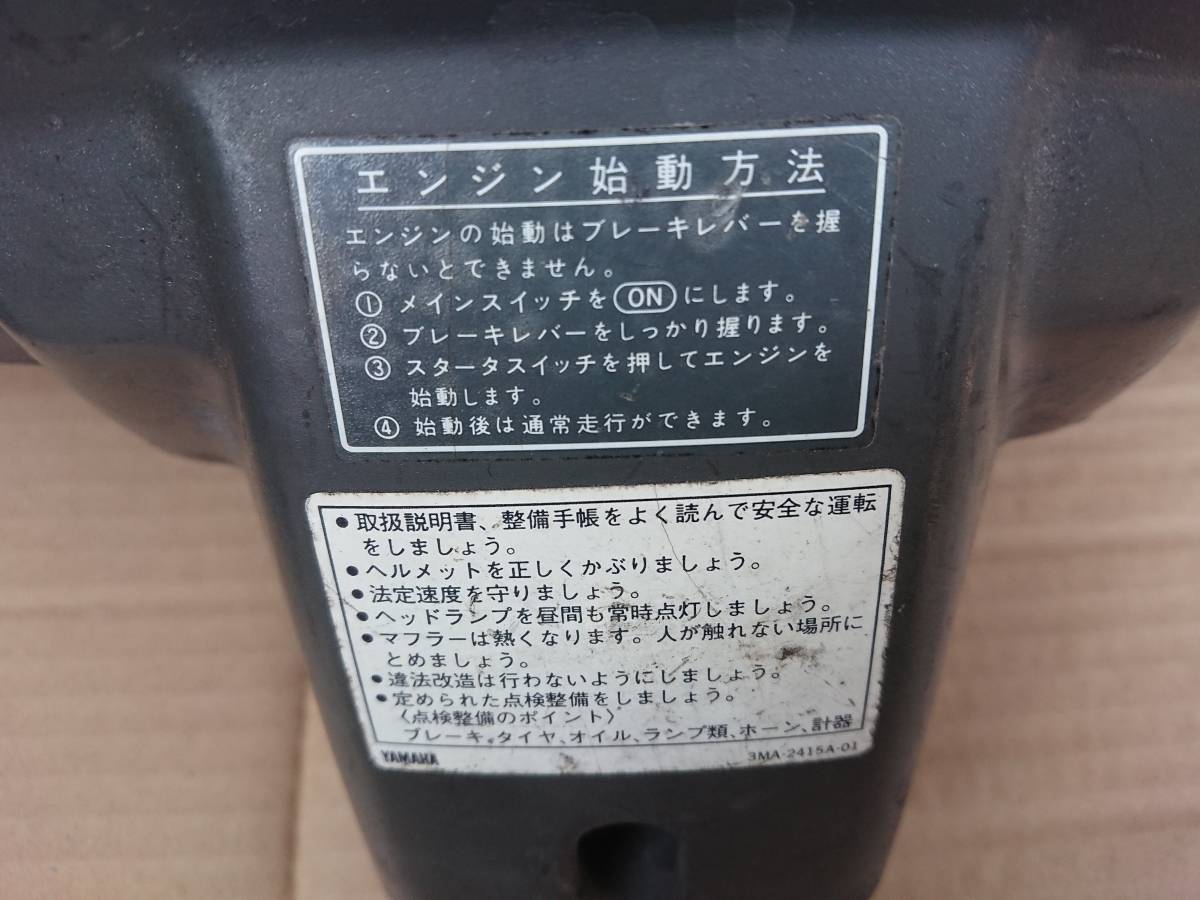 エンジン始動方法
エンジンの始動はブレーキレバーを握
らないとできません。
① メインスイッチをONにします。
② ブレーキレバーをしっかり握ります。
③ スタータスイッチを押してエンジンを
始動します。
④ 始動後は通常走行ができます。
● 取扱説明書、整備手帳をよく読んで安全な運転
をしましょう。
● ヘルメットを正しくかぶりましょう。
● 法定速度を守りましょう。
● ヘッドランプを昼間も常時点灯しましょう。
● マフラーは熱くなります。人が触れない場所に
とめましょう。
● 違法改造は行わないようにしましょう。
● 定められた点検整備をしましょう。
〈点検整備のポイント〉
ブレーキ、タイヤ、オイル、ランプ類、ホーン、計器
YAMAHA 3MA-2415A-01